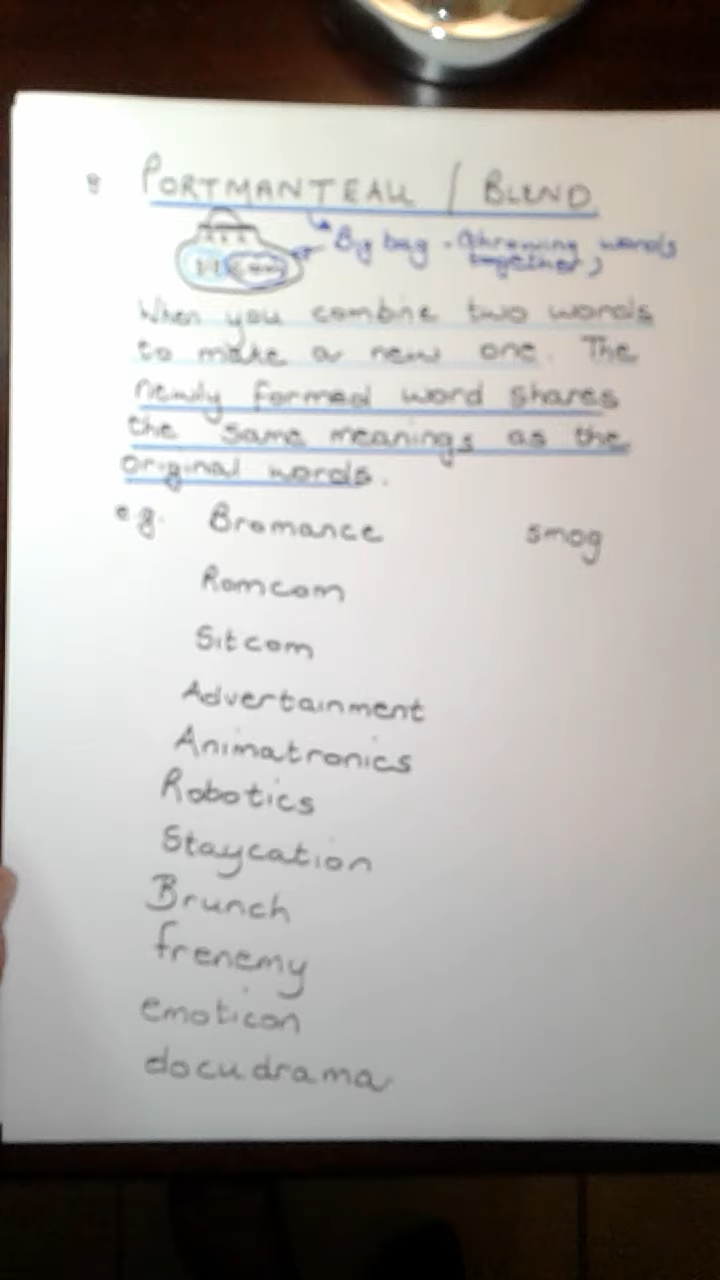 PORTMANTEAU / BLEND
Big bag - (throwing words
together)
When you combine two words
to make a new one. The
newly formed word shares
the same meanings as the
original words.
e.g. Bromance smog
Romcom
Sitcom
Advertainment
Animatronics
Robotics
Staycation
Brunch
frenemy
emoticon
docudrama